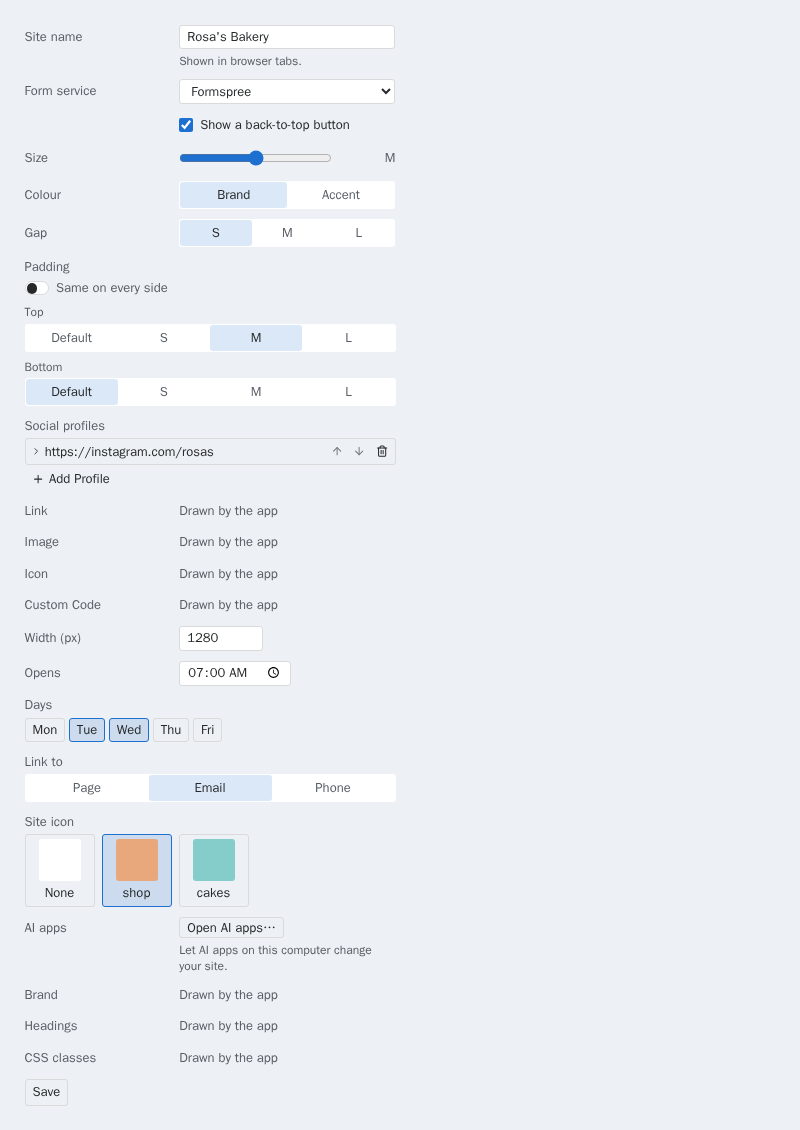 Site name
Rosa's Bakery
Shown in browser tabs.
Form service
Formspree
Show a back-to-top button
Size
M
Colour
Brand
Accent
Gap
S
M
L
Padding
Same on every side
Top
Default
S
M
L
Bottom
Default
S
M
L
Social profiles
https://instagram.com/rosas
Add Profile
Link
Drawn by the app
Image
Drawn by the app
Icon
Drawn by the app
Custom Code
Drawn by the app
Width (px)
1280
Opens
07:00 AM
Days
Mon
Tue
Wed
Thu
Fri
Link to
Page
Email
Phone
Site icon
None
shop
cakes
AI apps
Open AI apps···
Let AI apps on this computer change
your site.
Brand
Drawn by the app
Headings
Drawn by the app
CSS classes
Drawn by the app
Save